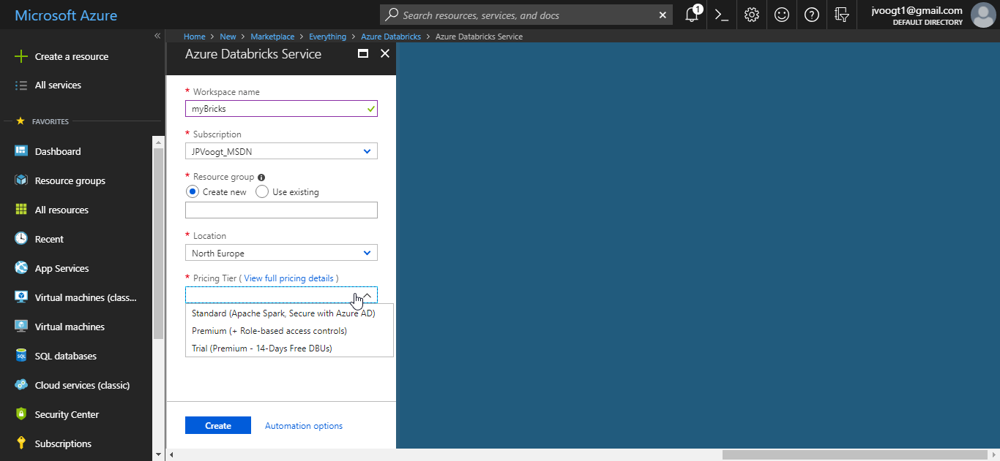 Microsoft Azure
Search resources, services, and docs
1
jvoogt1@gmail.com
DEFAULT DIRECTORY
Home > New > Marketplace > Everything > Azure Databricks > Azure Databricks Service
Create a resource
All services
FAVORITES
Dashboard
Resource groups
All resources
Recent
App Services
Virtual machines (class...
Virtual machines
SQL databases
Cloud services (classic)
Security Center
Subscriptions
Azure Databricks Service
* Workspace name
myBricks
* Subscription
JPVoogt_MSDN
* Resource group
Create new Use existing
* Location
North Europe
* Pricing Tier ( View full pricing details )
Standard (Apache Spark, Secure with Azure AD)
Premium (+ Role-based access controls)
Trial (Premium - 14-Days Free DBUs)
Create Automation options